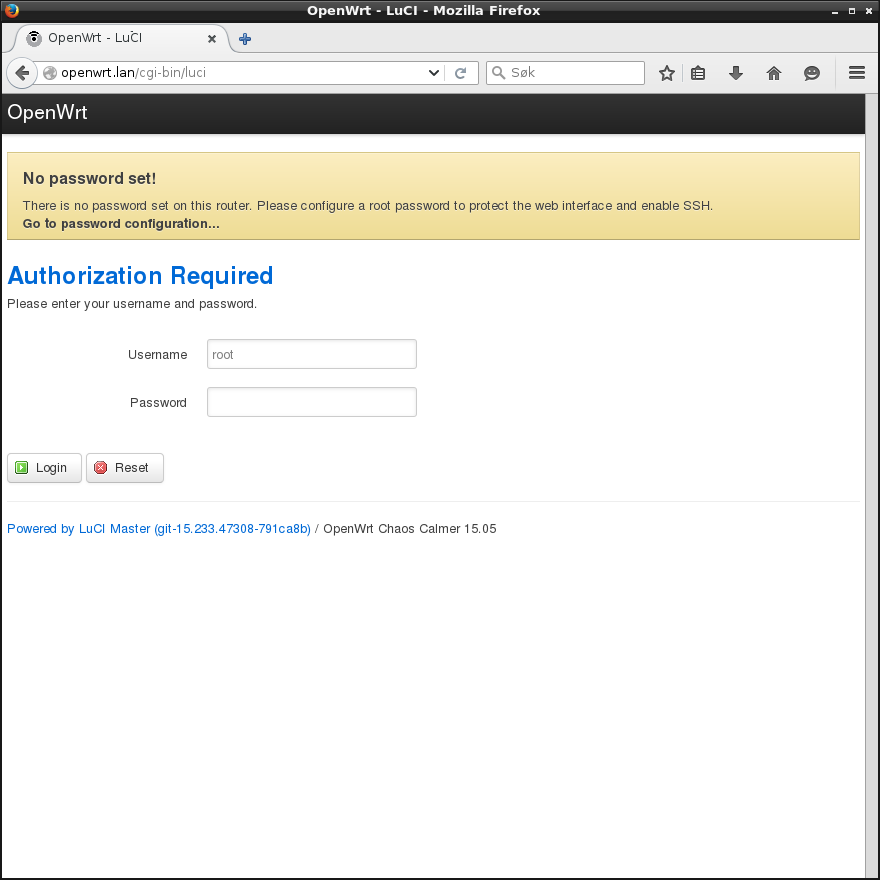 OpenWrt - LuCI - Mozilla Firefox
OpenWrt - LuCI
openwrt.lan/cgi-bin/luci
Søk
OpenWrt
No password set!
There is no password set on this router. Please configure a root password to protect the web interface and enable SSH.
Go to password configuration...
Authorization Required
Please enter your username and password.
Username root
Password
Login Reset
Powered by LuCI Master (git-15.233.47308-791ca8b) / OpenWrt Chaos Calmer 15.05